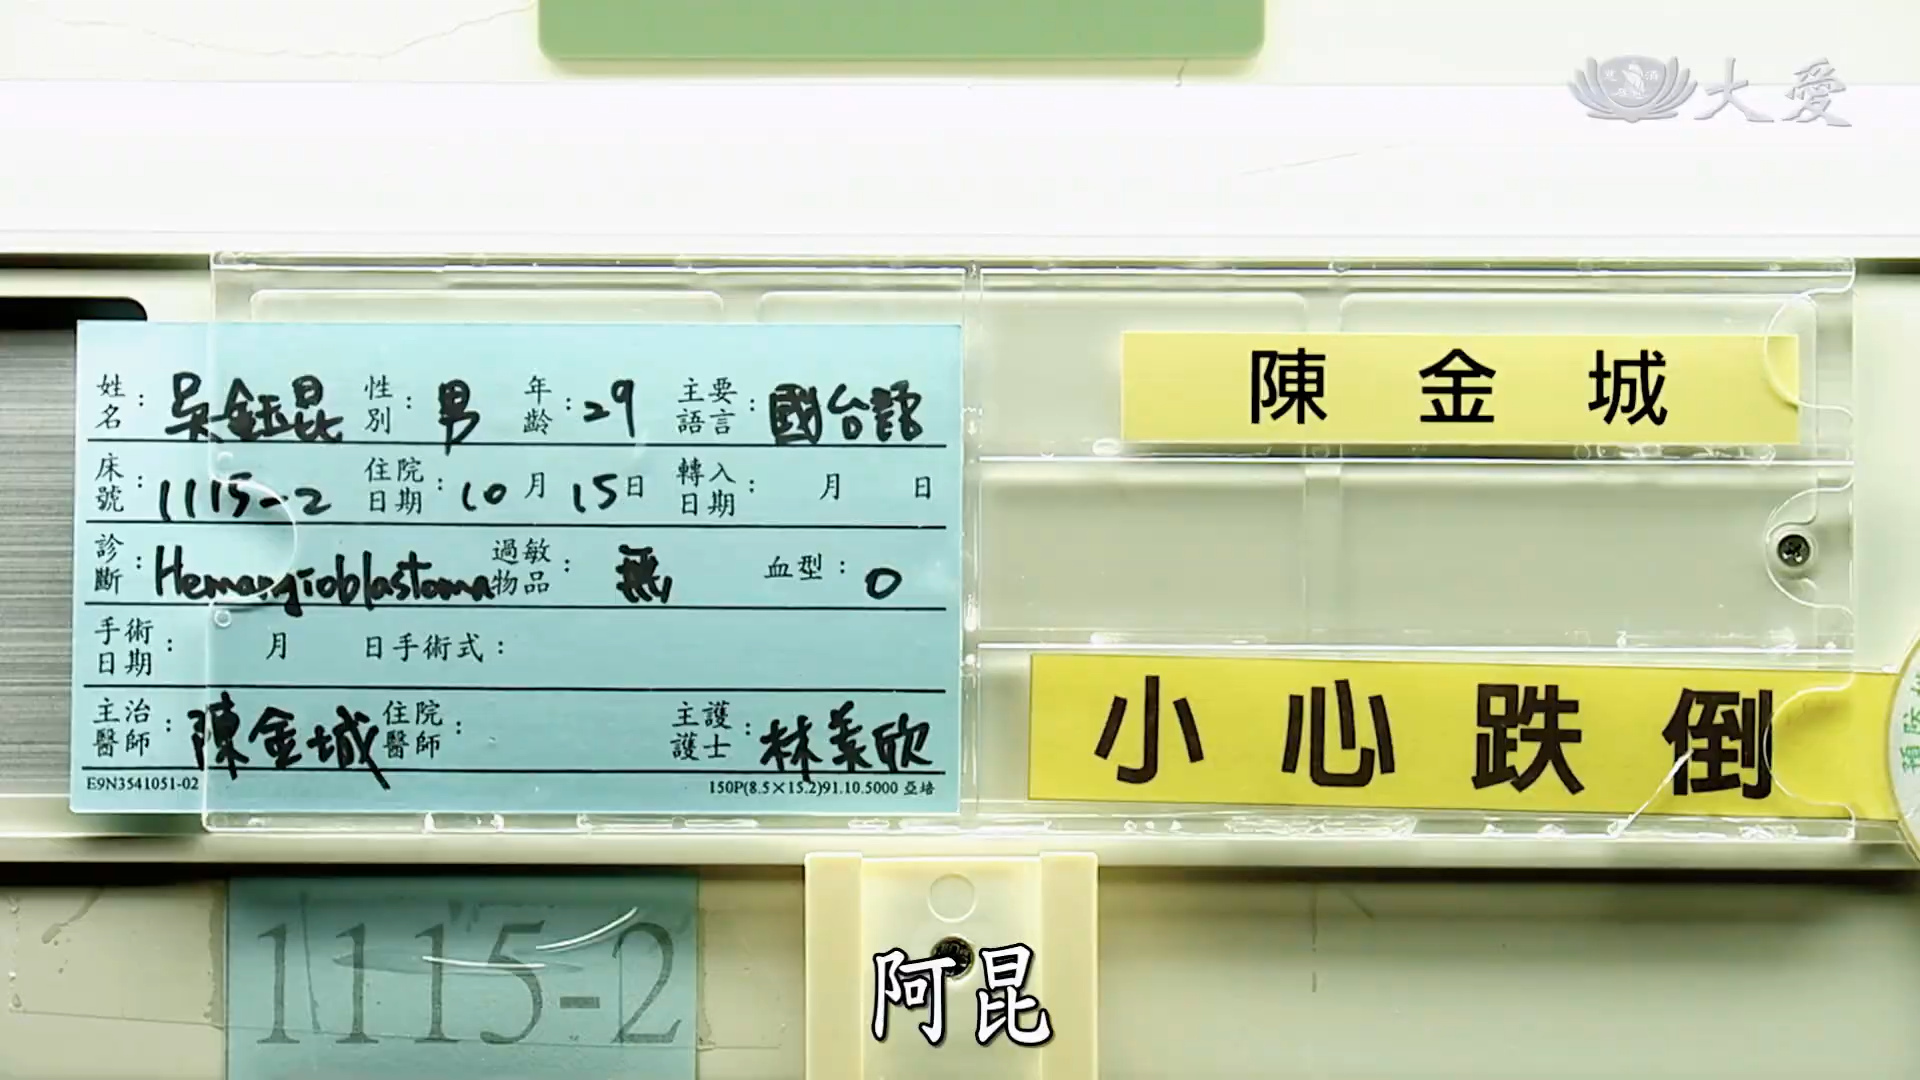 大愛
姓名：吳鈺昆 性別：男 年齡：29 主要語言：國台語
床號：1115-2 住院日期：10月15日 轉入日期： 月 日
診斷：Hemangioblastoma 過敏物品：無 血型：O
手術日期： 月 日 手術式：
主治醫師：陳金城 住院醫師： 主護護士：林美欣
E9N3541051-02 150P(8.5×15.2)91.10.5000 亞培
陳金城
小心跌倒
1115-2
阿昆